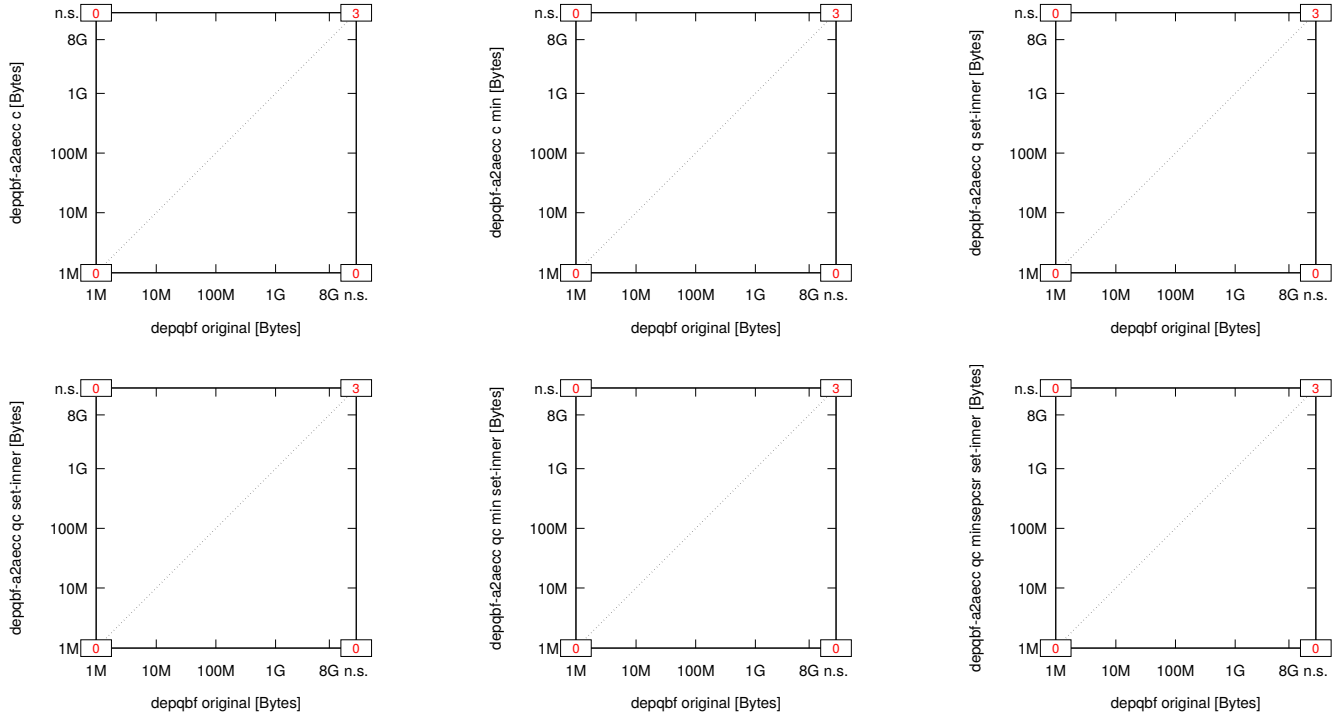 n.s. 0 3
8G
1G
100M
10M
1M 0 0
1M 10M 100M 1G 8G n.s.
depqbf original [Bytes]
depqbf-a2aecc c [Bytes]
n.s. 0 3
8G
1G
100M
10M
1M 0 0
1M 10M 100M 1G 8G n.s.
depqbf original [Bytes]
depqbf-a2aecc c min [Bytes]
n.s. 0 3
8G
1G
100M
10M
1M 0 0
1M 10M 100M 1G 8G n.s.
depqbf original [Bytes]
depqbf-a2aecc q set-inner [Bytes]
n.s. 0 3
8G
1G
100M
10M
1M 0 0
1M 10M 100M 1G 8G n.s.
depqbf original [Bytes]
depqbf-a2aecc qc set-inner [Bytes]
n.s. 0 3
8G
1G
100M
10M
1M 0 0
1M 10M 100M 1G 8G n.s.
depqbf original [Bytes]
depqbf-a2aecc qc min set-inner [Bytes]
n.s. 0 3
8G
1G
100M
10M
1M 0 0
1M 10M 100M 1G 8G n.s.
depqbf original [Bytes]
depqbf-a2aecc qc minsepcsr set-inner [Bytes]